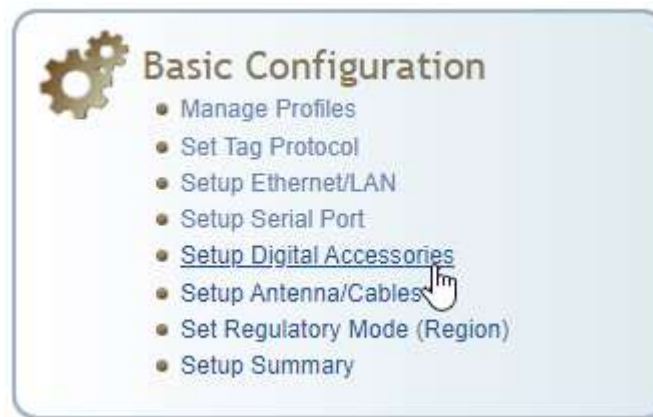 Basic Configuration
Manage Profiles
Set Tag Protocol
Setup Ethernet/LAN
Setup Serial Port
Setup Digital Accessories
Setup Antenna/Cables
Set Regulatory Mode (Region)
Setup Summary